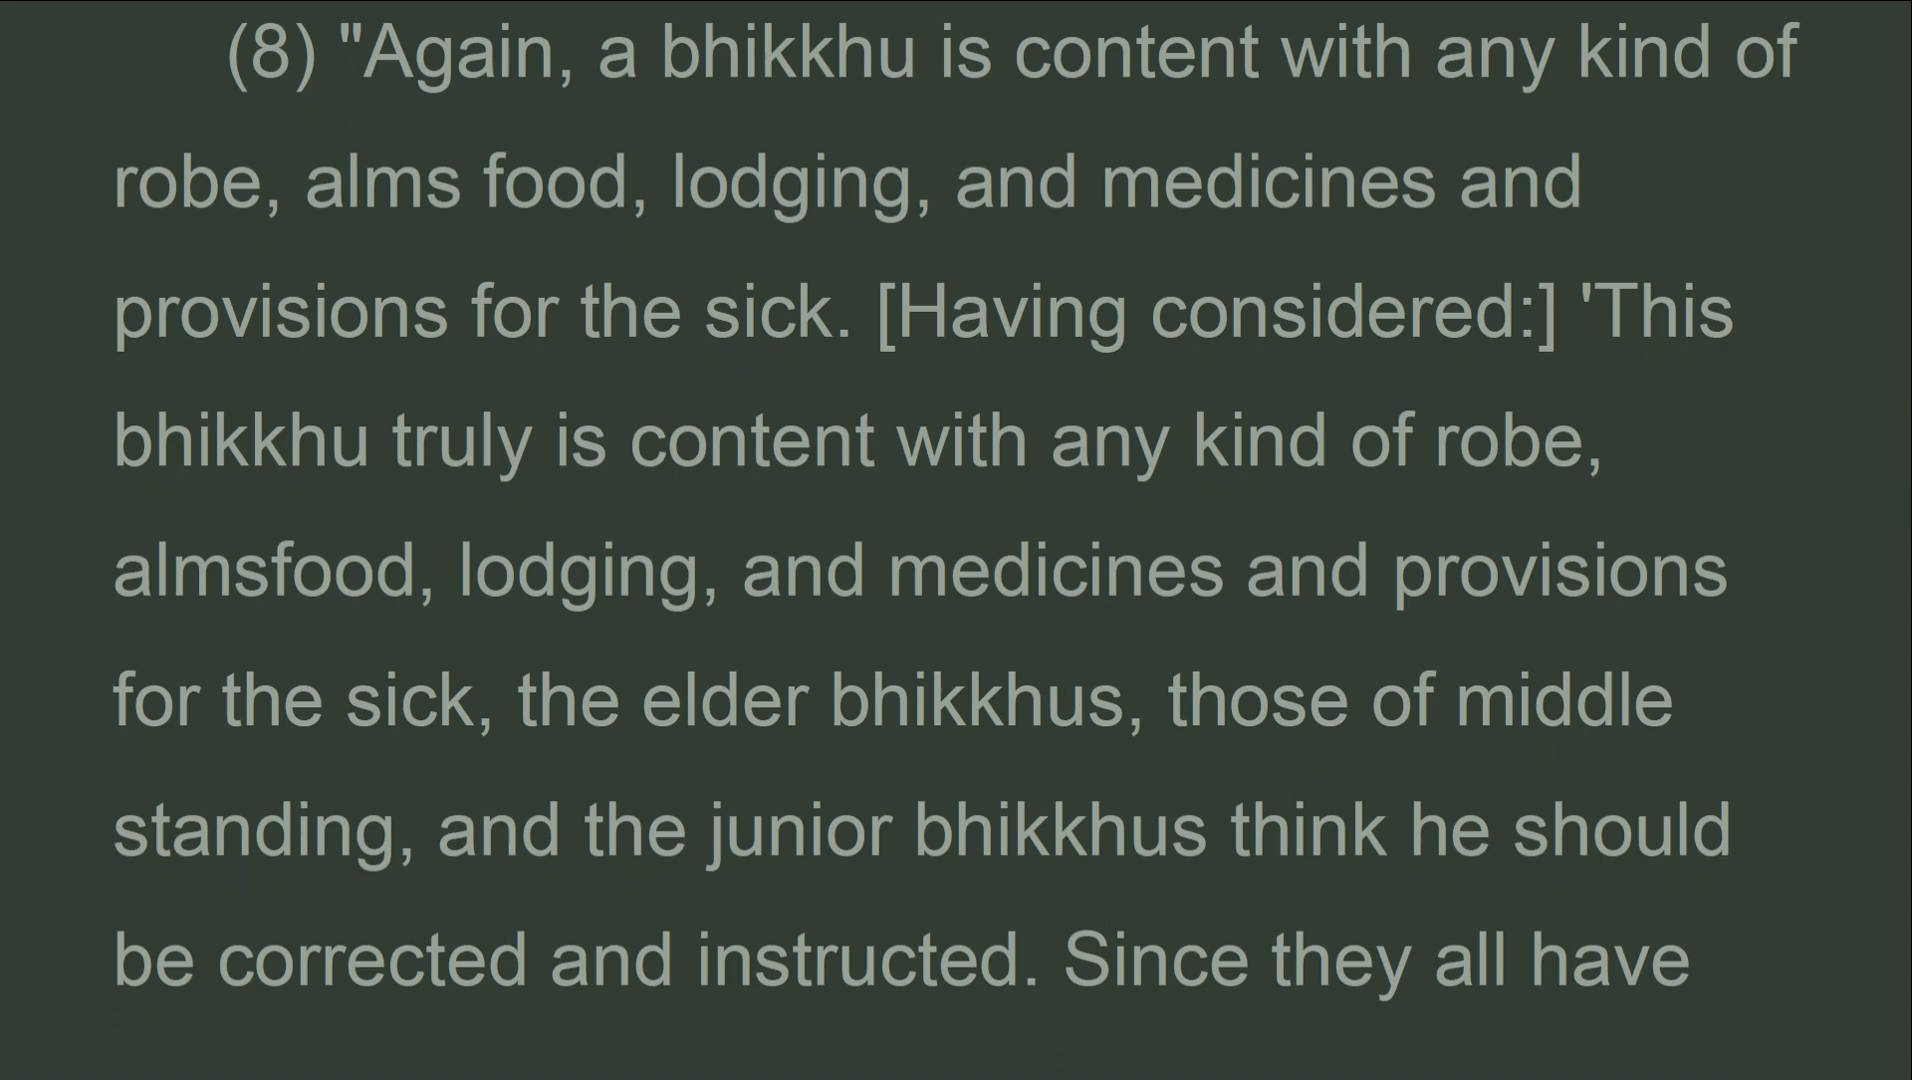 (8) "Again, a bhikkhu is content with any kind of
robe, alms food, lodging, and medicines and
provisions for the sick. [Having considered:] 'This
bhikkhu truly is content with any kind of robe,
almsfood, lodging, and medicines and provisions
for the sick, the elder bhikkhus, those of middle
standing, and the junior bhikkhus think he should
be corrected and instructed. Since they all have